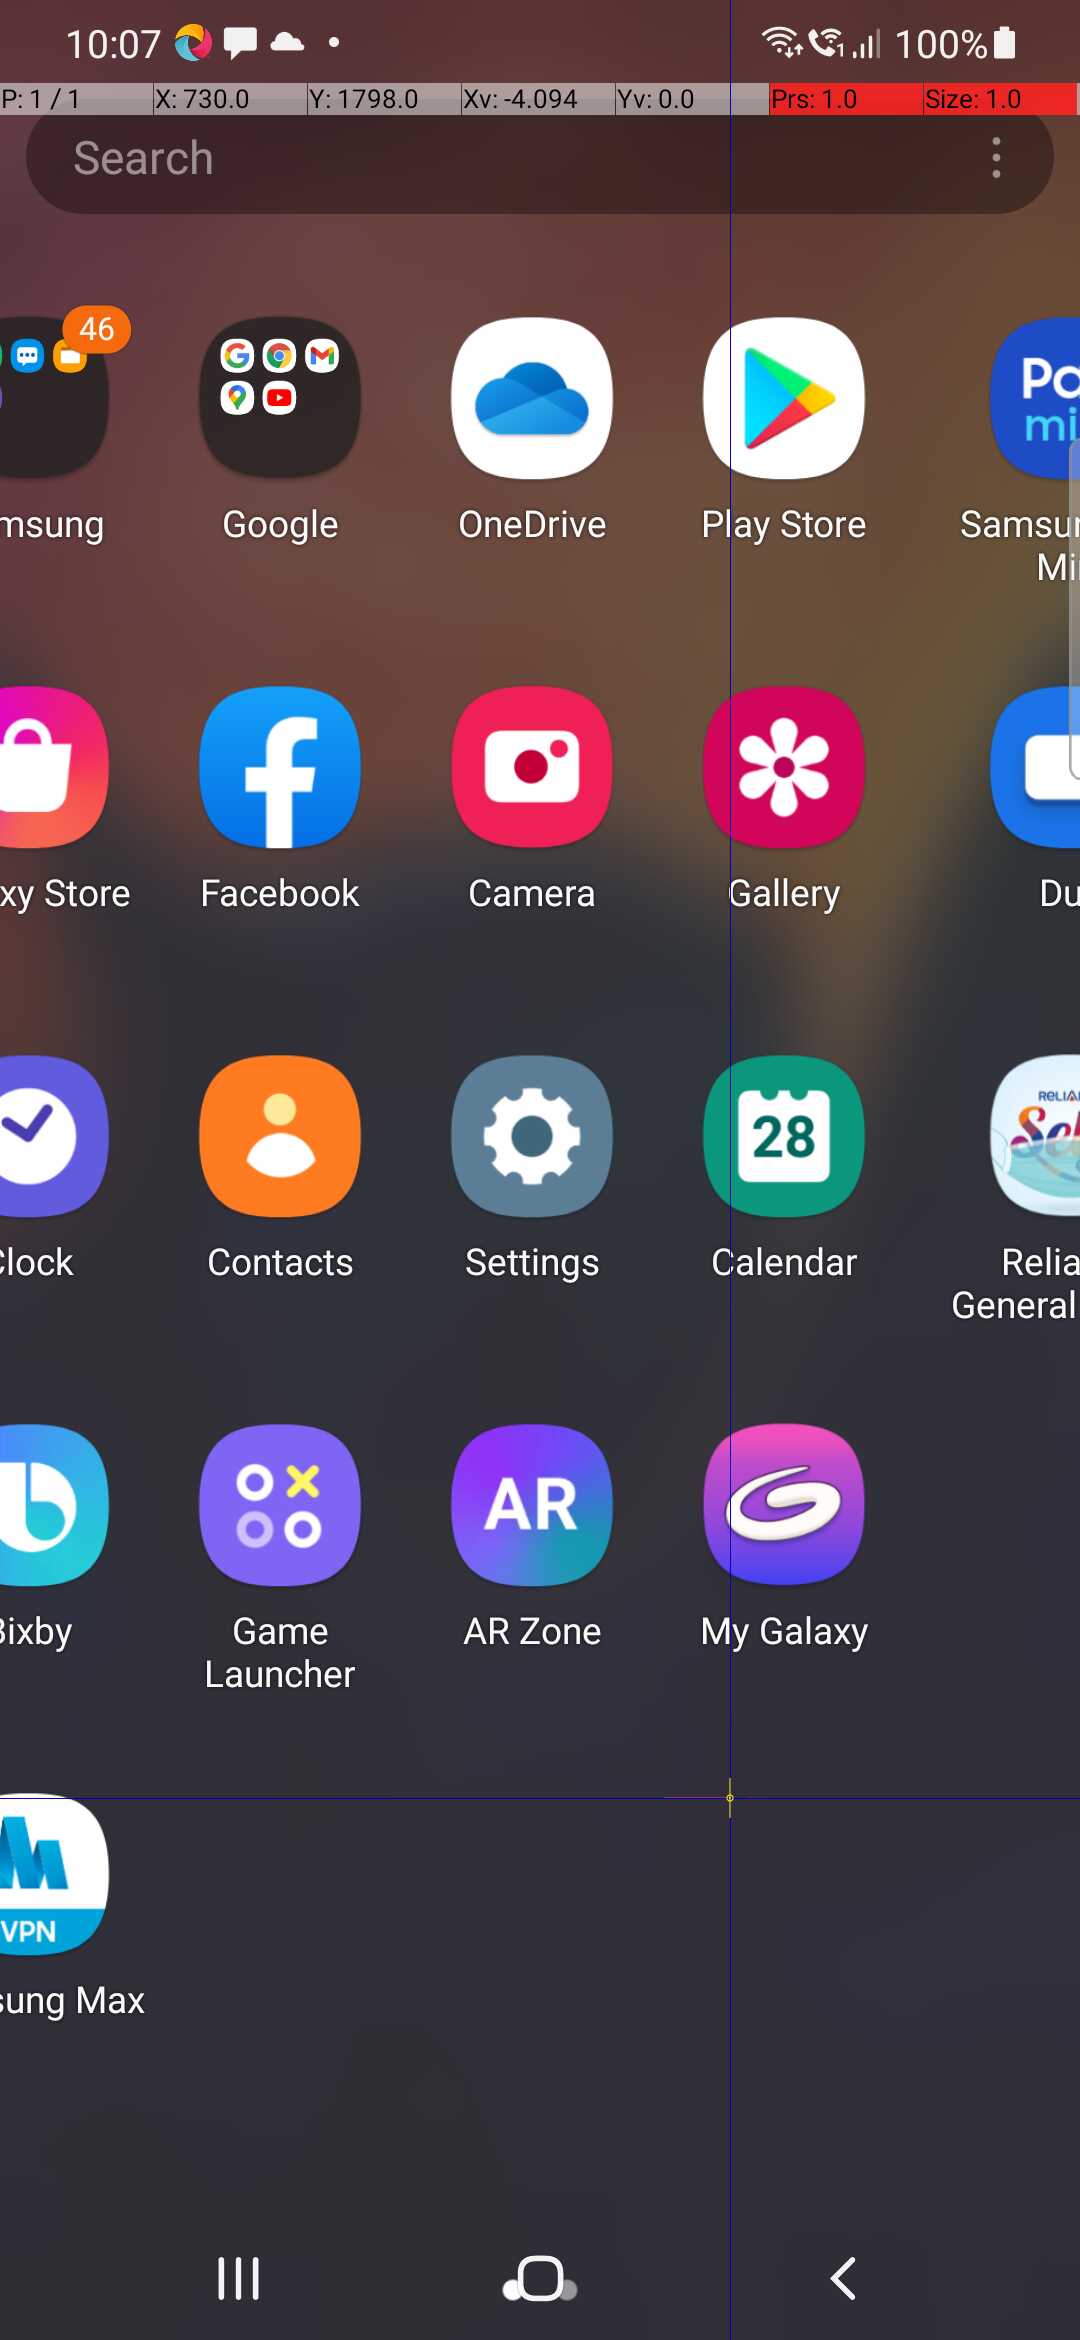 10:07
100%
P: 1 / 1 X: 730.0 Y: 1798.0 Xv: -4.094 Yv: 0.0 Prs: 1.0 Size: 1.0
Search
46
Pa
mi
msung Google OneDrive Play Store Samsu
Mi
xy Store Facebook Camera Gallery Du
28
RELIA
Sel
Clock Contacts Settings Calendar Relia
General
AR
Bixby Game Launcher AR Zone My Galaxy
VPN
sung Max